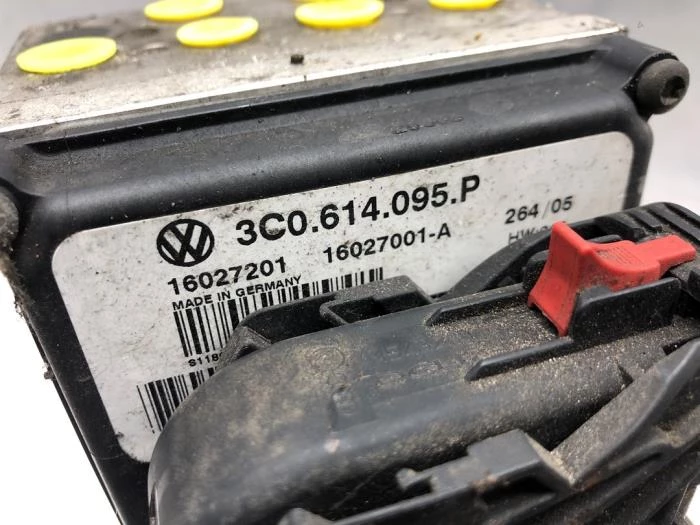 3C0.614.095.P
264/05
16027201 16027001-A
MADE IN GERMANY